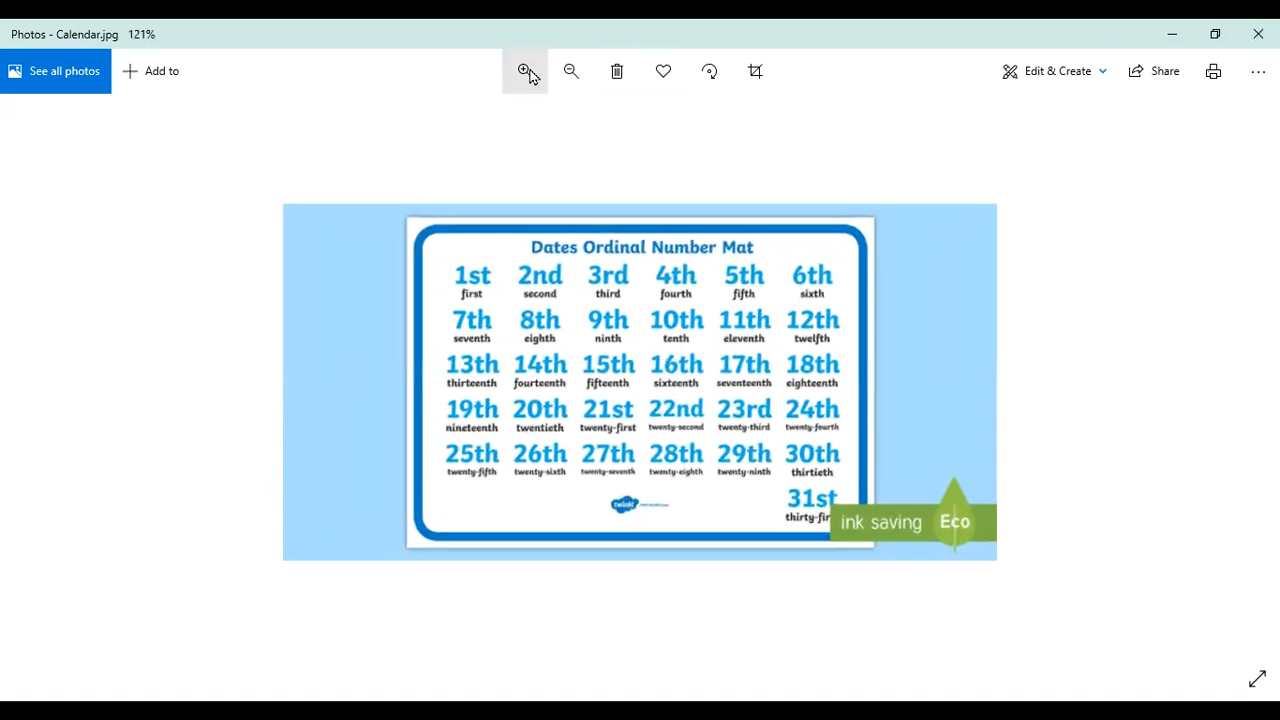 Photos - Calendar.jpg 121%
See all photos Add to Edit & Create Share
Dates Ordinal Number Mat
1st 2nd 3rd 4th 5th 6th
first second third fourth fifth sixth
7th 8th 9th 10th 11th 12th
seventh eighth ninth tenth eleventh twelfth
13th 14th 15th 16th 17th 18th
thirteenth fourteenth fifteenth sixteenth seventeenth eighteenth
19th 20th 21st 22nd 23rd 24th
nineteenth twentieth twenty-first twenty-second twenty-third twenty-fourth
25th 26th 27th 28th 29th 30th
twenty-fifth twenty-sixth twenty-seventh twenty-eighth twenty-ninth thirtieth
31st
twinkl
thirty-fir
ink saving Eco